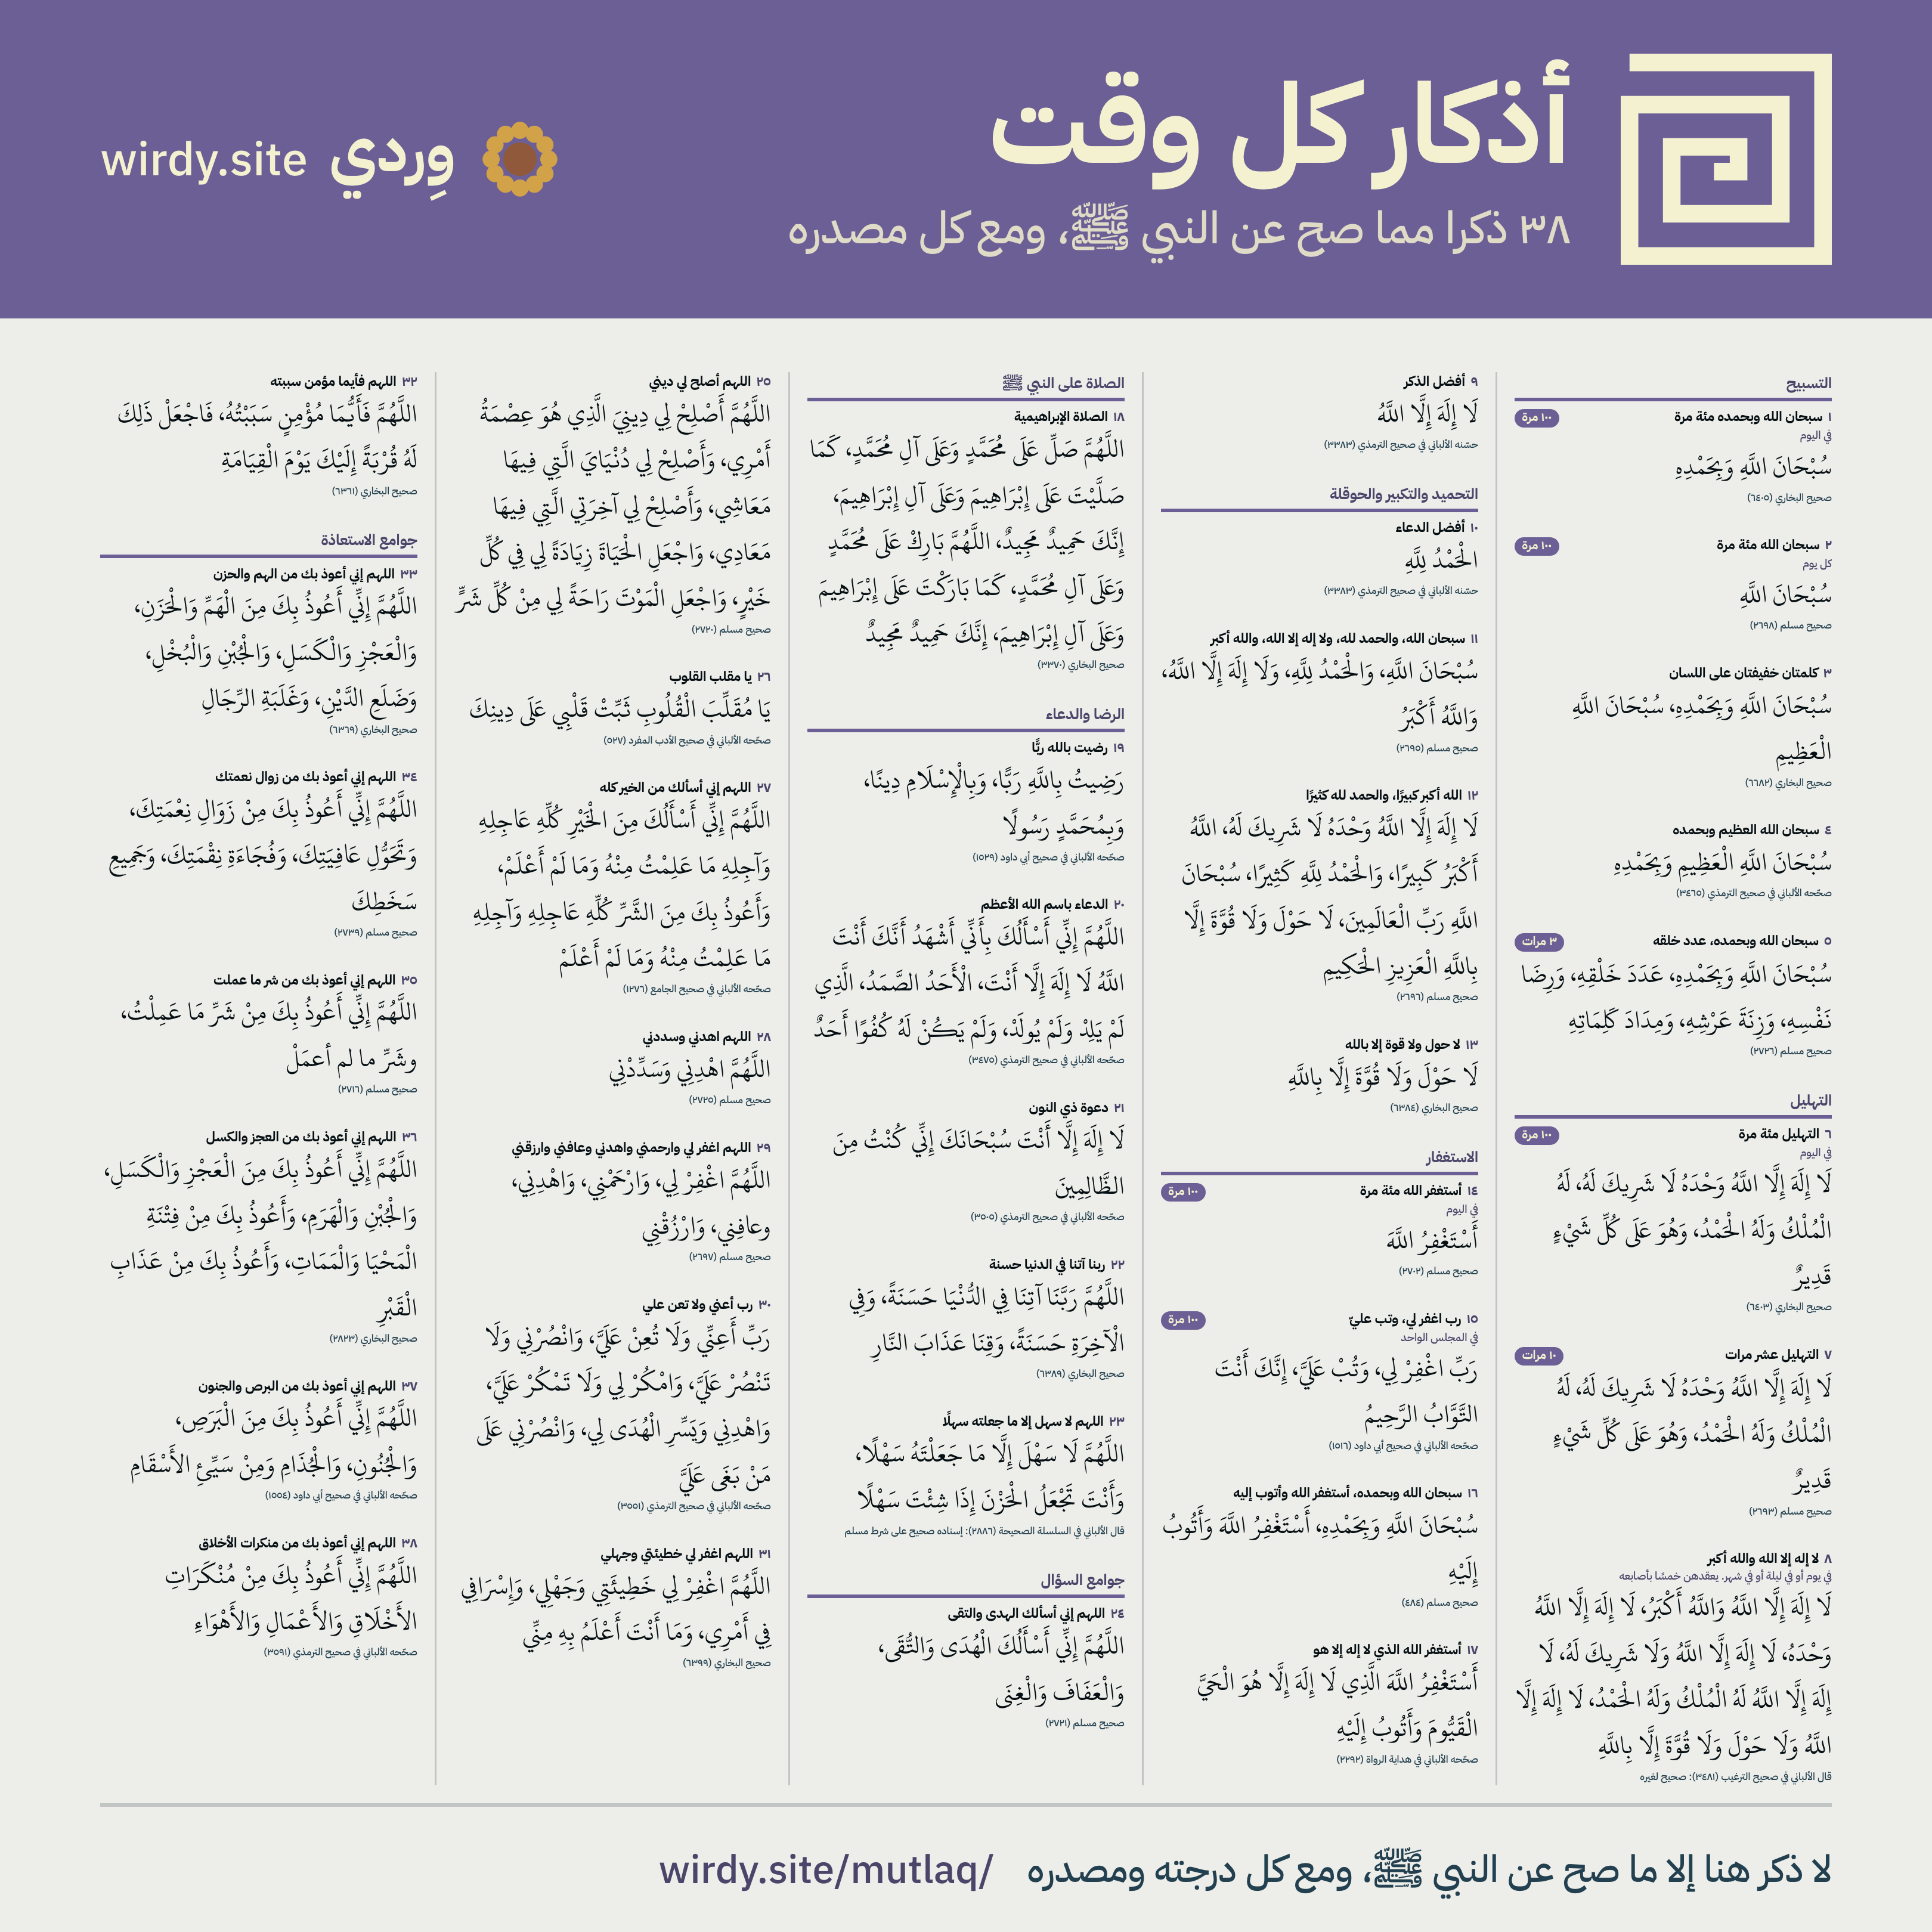 أذكار كل وقت
٣٨ ذكرا مما صح عن النبي ﷺ، ومع كل مصدره
وِردي wirdy.site
التسبيح
١ سبحان الله وبحمده مئة مرة ١٠٠ مرة
في اليوم
سُبْحَانَ اللَّهِ وَبِحَمْدِهِ
صحيح البخاري (٦٤٠٥)
٢ سبحان الله مئة مرة ١٠٠ مرة
كل يوم
سُبْحَانَ اللَّهِ
صحيح مسلم (٢٦٩٨)
٣ كلمتان خفيفتان على اللسان
سُبْحَانَ اللَّهِ وَبِحَمْدِهِ، سُبْحَانَ اللَّهِ
الْعَظِيمِ
صحيح البخاري (٦٦٨٢)
٤ سبحان الله العظيم وبحمده
سُبْحَانَ اللَّهِ الْعَظِيمِ وَبِحَمْدِهِ
صحّحه الألباني في صحيح الترمذي (٣٤٦٥)
٥ سبحان الله وبحمده، عدد خلقه ٣ مرات
سُبْحَانَ اللَّهِ وَبِحَمْدِهِ، عَدَدَ خَلْقِهِ، وَرِضَا
نَفْسِهِ، وَزِنَةَ عَرْشِهِ، وَمِدَادَ كَلِمَاتِهِ
صحيح مسلم (٢٧٢٦)
التهليل
٦ التهليل مئة مرة ١٠٠ مرة
في اليوم
لَا إِلَهَ إِلَّا اللَّهُ وَحْدَهُ لَا شَرِيكَ لَهُ، لَهُ
الْمُلْكُ وَلَهُ الْحَمْدُ، وَهُوَ عَلَى كُلِّ شَيْءٍ
قَدِيرٌ
صحيح البخاري (٦٤٠٣)
٧ التهليل عشر مرات ١٠ مرات
لَا إِلَهَ إِلَّا اللَّهُ وَحْدَهُ لَا شَرِيكَ لَهُ، لَهُ
الْمُلْكُ وَلَهُ الْحَمْدُ، وَهُوَ عَلَى كُلِّ شَيْءٍ
قَدِيرٌ
صحيح مسلم (٢٦٩٣)
٨ لا إله إلا الله والله أكبر
في يوم أو في ليلة أو في شهر، يعقدهن خمسًا بأصابعه
لَا إِلَهَ إِلَّا اللَّهُ وَاللَّهُ أَكْبَرُ، لَا إِلَهَ إِلَّا اللَّهُ
وَحْدَهُ، لَا إِلَهَ إِلَّا اللَّهُ وَلَا شَرِيكَ لَهُ، لَا
إِلَهَ إِلَّا اللَّهُ لَهُ الْمُلْكُ وَلَهُ الْحَمْدُ، لَا إِلَهَ إِلَّا
اللَّهُ وَلَا حَوْلَ وَلَا قُوَّةَ إِلَّا بِاللَّهِ
قال الألباني في صحيح الترغيب (٣٤٨١): صحيح لغيره
٩ أفضل الذكر
لَا إِلَهَ إِلَّا اللَّهُ
حسّنه الألباني في صحيح الترمذي (٣٣٨٣)
التحميد والتكبير والحوقلة
١٠ أفضل الدعاء
الْحَمْدُ لِلَّهِ
حسّنه الألباني في صحيح الترمذي (٣٣٨٣)
١١ سبحان الله، والحمد لله، ولا إله إلا الله، والله أكبر
سُبْحَانَ اللَّهِ، وَالْحَمْدُ لِلَّهِ، وَلَا إِلَهَ إِلَّا اللَّهُ،
وَاللَّهُ أَكْبَرُ
صحيح مسلم (٢٦٩٥)
١٢ الله أكبر كبيرًا، والحمد لله كثيرًا
لَا إِلَهَ إِلَّا اللَّهُ وَحْدَهُ لَا شَرِيكَ لَهُ، اللَّهُ
أَكْبَرُ كَبِيرًا، وَالْحَمْدُ لِلَّهِ كَثِيرًا، سُبْحَانَ
اللَّهِ رَبِّ الْعَالَمِينَ، لَا حَوْلَ وَلَا قُوَّةَ إِلَّا
بِاللَّهِ الْعَزِيزِ الْحَكِيمِ
صحيح مسلم (٢٦٩٦)
١٣ لا حول ولا قوة إلا بالله
لَا حَوْلَ وَلَا قُوَّةَ إِلَّا بِاللَّهِ
صحيح البخاري (٦٣٨٤)
الاستغفار
١٤ أستغفر الله مئة مرة ١٠٠ مرة
في اليوم
أَسْتَغْفِرُ اللَّهَ
صحيح مسلم (٢٧٠٢)
١٥ رب اغفر لي، وتب عليّ ١٠٠ مرة
في المجلس الواحد
رَبِّ اغْفِرْ لِي، وَتُبْ عَلَيَّ، إِنَّكَ أَنْتَ
التَّوَّابُ الرَّحِيمُ
صحّحه الألباني في صحيح أبي داود (١٥١٦)
١٦ سبحان الله وبحمده، أستغفر الله وأتوب إليه
سُبْحَانَ اللَّهِ وَبِحَمْدِهِ، أَسْتَغْفِرُ اللَّهَ وَأَتُوبُ
إِلَيْهِ
صحيح مسلم (٤٨٤)
١٧ أستغفر الله الذي لا إله إلا هو
أَسْتَغْفِرُ اللَّهَ الَّذِي لَا إِلَهَ إِلَّا هُوَ الْحَيَّ
الْقَيُّومَ وَأَتُوبُ إِلَيْهِ
صحّحه الألباني في هداية الرواة (٢٢٩٢)
الصلاة على النبي ﷺ
١٨ الصلاة الإبراهيمية
اللَّهُمَّ صَلِّ عَلَى مُحَمَّدٍ وَعَلَى آلِ مُحَمَّدٍ، كَمَا
صَلَّيْتَ عَلَى إِبْرَاهِيمَ وَعَلَى آلِ إِبْرَاهِيمَ،
إِنَّكَ حَمِيدٌ مَجِيدٌ، اللَّهُمَّ بَارِكْ عَلَى مُحَمَّدٍ
وَعَلَى آلِ مُحَمَّدٍ، كَمَا بَارَكْتَ عَلَى إِبْرَاهِيمَ
وَعَلَى آلِ إِبْرَاهِيمَ، إِنَّكَ حَمِيدٌ مَجِيدٌ
صحيح البخاري (٣٣٧٠)
الرضا والدعاء
١٩ رضيت بالله ربًّا
رَضِيتُ بِاللَّهِ رَبًّا، وَبِالْإِسْلَامِ دِينًا،
وَبِمُحَمَّدٍ رَسُولًا
صحّحه الألباني في صحيح أبي داود (١٥٢٩)
٢٠ الدعاء باسم الله الأعظم
اللَّهُمَّ إِنِّي أَسْأَلُكَ بِأَنِّي أَشْهَدُ أَنَّكَ أَنْتَ
اللَّهُ لَا إِلَهَ إِلَّا أَنْتَ، الْأَحَدُ الصَّمَدُ، الَّذِي
لَمْ يَلِدْ وَلَمْ يُولَدْ، وَلَمْ يَكُنْ لَهُ كُفُوًا أَحَدٌ
صحّحه الألباني في صحيح الترمذي (٣٤٧٥)
٢١ دعوة ذي النون
لَا إِلَهَ إِلَّا أَنْتَ سُبْحَانَكَ إِنِّي كُنْتُ مِنَ
الظَّالِمِينَ
صحّحه الألباني في صحيح الترمذي (٣٥٠٥)
٢٢ ربنا آتنا في الدنيا حسنة
اللَّهُمَّ رَبَّنَا آتِنَا فِي الدُّنْيَا حَسَنَةً، وَفِي
الْآخِرَةِ حَسَنَةً، وَقِنَا عَذَابَ النَّارِ
صحيح البخاري (٦٣٨٩)
٢٣ اللهم لا سهل إلا ما جعلته سهلًا
اللَّهُمَّ لَا سَهْلَ إِلَّا مَا جَعَلْتَهُ سَهْلًا،
وَأَنْتَ تَجْعَلُ الْحَزْنَ إِذَا شِئْتَ سَهْلًا
قال الألباني في السلسلة الصحيحة (٢٨٨٦): إسناده صحيح على شرط مسلم
جوامع السؤال
٢٤ اللهم إني أسألك الهدى والتقى
اللَّهُمَّ إِنِّي أَسْأَلُكَ الْهُدَى وَالتُّقَى،
وَالْعَفَافَ وَالْغِنَى
صحيح مسلم (٢٧٢١)
٢٥ اللهم أصلح لي ديني
اللَّهُمَّ أَصْلِحْ لِي دِينِيَ الَّذِي هُوَ عِصْمَةُ
أَمْرِي، وَأَصْلِحْ لِي دُنْيَايَ الَّتِي فِيهَا
مَعَاشِي، وَأَصْلِحْ لِي آخِرَتِي الَّتِي فِيهَا
مَعَادِي، وَاجْعَلِ الْحَيَاةَ زِيَادَةً لِي فِي كُلِّ
خَيْرٍ، وَاجْعَلِ الْمَوْتَ رَاحَةً لِي مِنْ كُلِّ شَرٍّ
صحيح مسلم (٢٧٢٠)
٢٦ يا مقلب القلوب
يَا مُقَلِّبَ الْقُلُوبِ ثَبِّتْ قَلْبِي عَلَى دِينِكَ
صحّحه الألباني في صحيح الأدب المفرد (٥٢٧)
٢٧ اللهم إني أسألك من الخير كله
اللَّهُمَّ إِنِّي أَسْأَلُكَ مِنَ الْخَيْرِ كُلِّهِ عَاجِلِهِ
وَآجِلِهِ مَا عَلِمْتُ مِنْهُ وَمَا لَمْ أَعْلَمْ،
وَأَعُوذُ بِكَ مِنَ الشَّرِّ كُلِّهِ عَاجِلِهِ وَآجِلِهِ
مَا عَلِمْتُ مِنْهُ وَمَا لَمْ أَعْلَمْ
صحّحه الألباني في صحيح الجامع (١٢٧٦)
٢٨ اللهم اهدني وسددني
اللَّهُمَّ اهْدِنِي وَسَدِّدْنِي
صحيح مسلم (٢٧٢٥)
٢٩ اللهم اغفر لي وارحمني واهدني وعافني وارزقني
اللَّهُمَّ اغْفِرْ لِي، وَارْحَمْنِي، وَاهْدِنِي،
وعافِنِي، وَارْزُقْنِي
صحيح مسلم (٢٦٩٧)
٣٠ رب أعني ولا تعن علي
رَبِّ أَعِنِّي وَلَا تُعِنْ عَلَيَّ، وَانْصُرْنِي وَلَا
تَنْصُرْ عَلَيَّ، وَامْكُرْ لِي وَلَا تَمْكُرْ عَلَيَّ،
وَاهْدِنِي وَيَسِّرِ الْهُدَى لِي، وَانْصُرْنِي عَلَى
مَنْ بَغَى عَلَيَّ
صحّحه الألباني في صحيح الترمذي (٣٥٥١)
٣١ اللهم اغفر لي خطيئتي وجهلي
اللَّهُمَّ اغْفِرْ لِي خَطِيئَتِي وَجَهْلِي، وَإِسْرَافِي
فِي أَمْرِي، وَمَا أَنْتَ أَعْلَمُ بِهِ مِنِّي
صحيح البخاري (٦٣٩٩)
٣٢ اللهم فأيما مؤمن سببته
اللَّهُمَّ فَأَيُّمَا مُؤْمِنٍ سَبَبْتُهُ، فَاجْعَلْ ذَلِكَ
لَهُ قُرْبَةً إِلَيْكَ يَوْمَ الْقِيَامَةِ
صحيح البخاري (٦٣٦١)
جوامع الاستعاذة
٣٣ اللهم إني أعوذ بك من الهم والحزن
اللَّهُمَّ إِنِّي أَعُوذُ بِكَ مِنَ الْهَمِّ وَالْحَزَنِ،
وَالْعَجْزِ وَالْكَسَلِ، وَالْجُبْنِ وَالْبُخْلِ،
وَضَلَعِ الدَّيْنِ، وَغَلَبَةِ الرِّجَالِ
صحيح البخاري (٦٣٦٩)
٣٤ اللهم إني أعوذ بك من زوال نعمتك
اللَّهُمَّ إِنِّي أَعُوذُ بِكَ مِنْ زَوَالِ نِعْمَتِكَ،
وَتَحَوُّلِ عَافِيَتِكَ، وَفُجَاءَةِ نِقْمَتِكَ، وَجَمِيعِ
سَخَطِكَ
صحيح مسلم (٢٧٣٩)
٣٥ اللهم إني أعوذ بك من شر ما عملت
اللَّهُمَّ إِنِّي أَعُوذُ بِكَ مِنْ شَرِّ مَا عَمِلْتُ،
وشَرِّ ما لم أعمَلْ
صحيح مسلم (٢٧١٦)
٣٦ اللهم إني أعوذ بك من العجز والكسل
اللَّهُمَّ إِنِّي أَعُوذُ بِكَ مِنَ الْعَجْزِ وَالْكَسَلِ،
وَالْجُبْنِ وَالْهَرَمِ، وَأَعُوذُ بِكَ مِنْ فِتْنَةِ
الْمَحْيَا وَالْمَمَاتِ، وَأَعُوذُ بِكَ مِنْ عَذَابِ
الْقَبْرِ
صحيح البخاري (٢٨٢٣)
٣٧ اللهم إني أعوذ بك من البرص والجنون
اللَّهُمَّ إِنِّي أَعُوذُ بِكَ مِنَ الْبَرَصِ،
وَالْجُنُونِ، وَالْجُذَامِ وَمِنْ سَيِّئِ الأَسْقَامِ
صحّحه الألباني في صحيح أبي داود (١٥٥٤)
٣٨ اللهم إني أعوذ بك من منكرات الأخلاق
اللَّهُمَّ إِنِّي أَعُوذُ بِكَ مِنْ مُنْكَرَاتِ
الأَخْلَاقِ وَالأَعْمَالِ وَالأَهْوَاءِ
صحّحه الألباني في صحيح الترمذي (٣٥٩١)
لا ذكر هنا إلا ما صح عن النبي ﷺ، ومع كل درجته ومصدره wirdy.site/mutlaq/